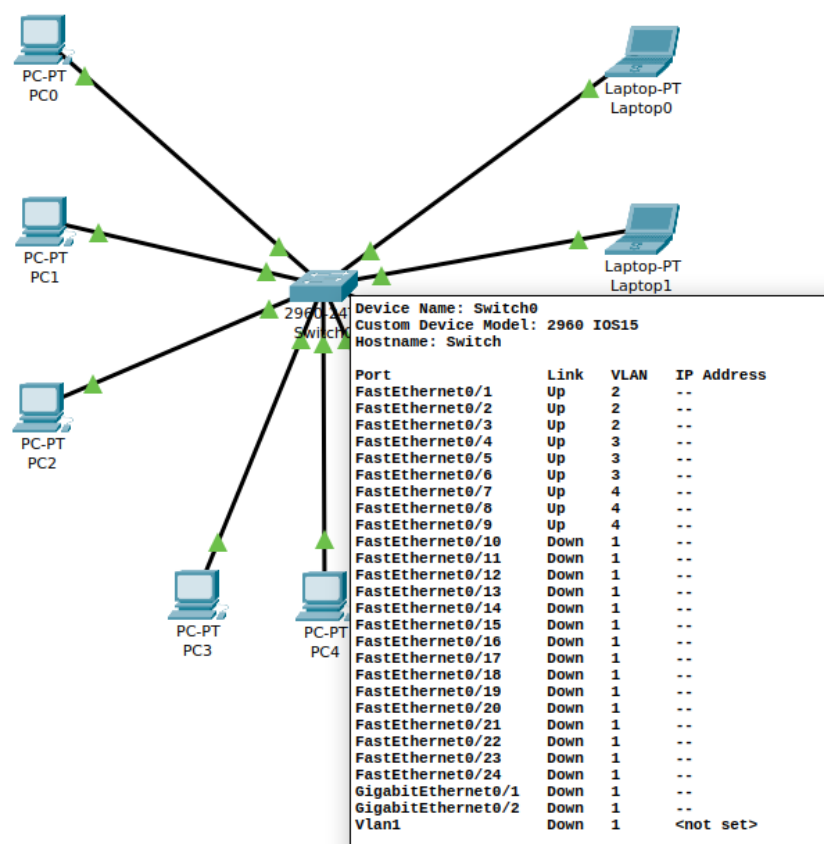 PC-PT
PC0
Laptop-PT
Laptop0
PC-PT
PC1
Laptop-PT
Laptop1
2960-24
Switch0
PC-PT
PC2
PC-PT
PC3
PC-PT
PC4
Device Name: Switch0
Custom Device Model: 2960 IOS15
Hostname: Switch
Port Link VLAN IP Address
FastEthernet0/1 Up 2 --
FastEthernet0/2 Up 2 --
FastEthernet0/3 Up 2 --
FastEthernet0/4 Up 3 --
FastEthernet0/5 Up 3 --
FastEthernet0/6 Up 3 --
FastEthernet0/7 Up 4 --
FastEthernet0/8 Up 4 --
FastEthernet0/9 Up 4 --
FastEthernet0/10 Down 1 --
FastEthernet0/11 Down 1 --
FastEthernet0/12 Down 1 --
FastEthernet0/13 Down 1 --
FastEthernet0/14 Down 1 --
FastEthernet0/15 Down 1 --
FastEthernet0/16 Down 1 --
FastEthernet0/17 Down 1 --
FastEthernet0/18 Down 1 --
FastEthernet0/19 Down 1 --
FastEthernet0/20 Down 1 --
FastEthernet0/21 Down 1 --
FastEthernet0/22 Down 1 --
FastEthernet0/23 Down 1 --
FastEthernet0/24 Down 1 --
GigabitEthernet0/1 Down 1 --
GigabitEthernet0/2 Down 1 --
Vlan1 Down 1 <not set>